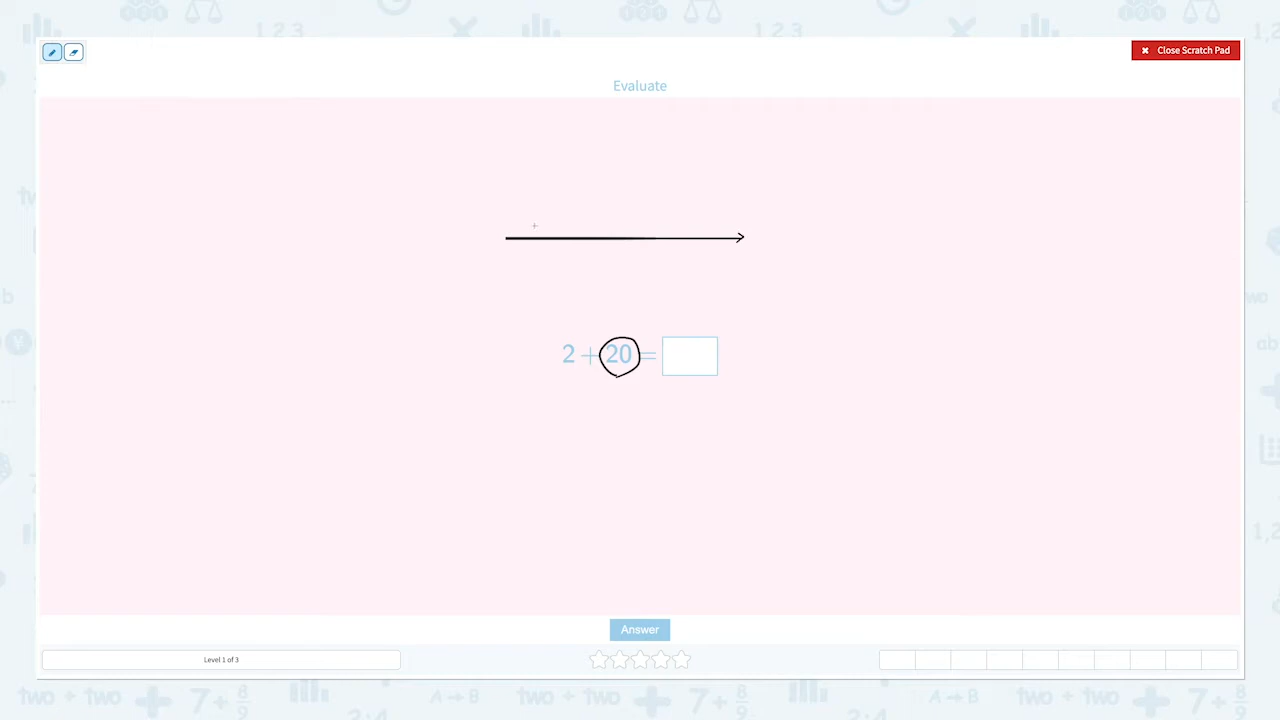 Close Scratch Pad
Evaluate
2 + 20 =
Answer
Level 1 of 3